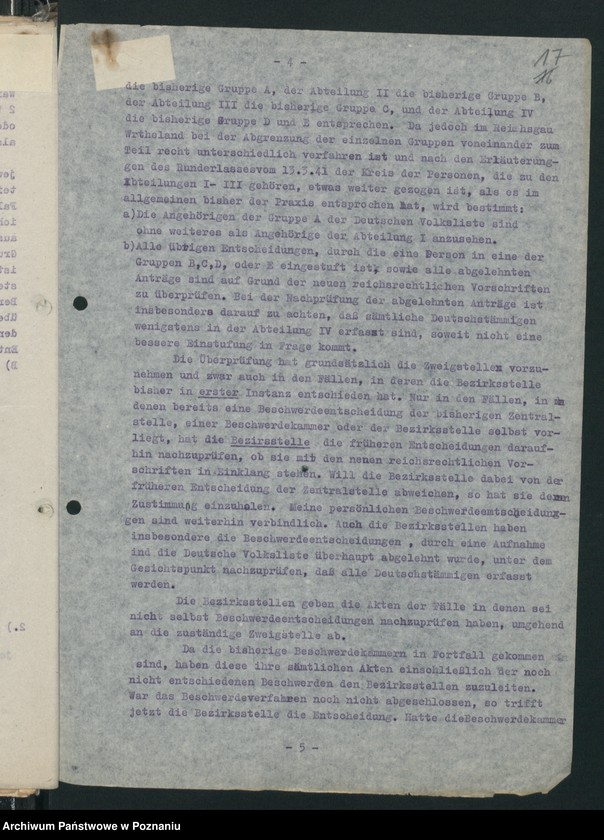 - 4 -
17
16
die bisherige Gruppe A, der Abteilung II die bisherige Gruppe B,
der Abteilung III die bisherige Gruppe C, und der Abteilung IV
die bisherige Gruppe D und E entsprechen. Da jedoch im Reichsgau
Wrtheland bei der Abgrenzung der einzelnen Gruppen voneinander zum
Teil recht unterschiedlich verfahren ist und nach den Erläuterung-
gen des Runderlassesvom 13.3.41 der Kreis der Personen, die zu den
Abteilungen I- III gehören, etwas weiter gezogen ist, als es im
allgemeinen bisher der Praxis entsprochen hat, wird bestimmt:
a)Die Angehörigen der Gruppe A der Deutschen Volksliste sind
ohne weiteres als Angehörige der Abteilung I anzusehen.
b)Alle übrigen Entscheidungen, durch die eine Person in eine der
Gruppen B,C,D, oder E eingestuft ist, sowie alle abgelehnten
Anträge sind auf Grund der neuen reichsrechtlichen Vorschriften
zu überprüfen. Bei der Nachprüfung der abgelehnten Anträge ist
insbesondere darauf zu achten, daß sämtliche Deutschstämmigen
wenigstens in der Abteilung IV erfasst sind, soweit nicht eine
bessere Einstufung in Frage kommt.
Die Überprüfung hat grundsätzlich die Zweigstellen vorzu-
nehmen und zwar auch in den Fällen, in deren die Bezirksstelle
bisher in erster Instanz entschieden hat. Nur in den Fällen, in
denen bereits eine Beschwerdeentscheidung der bisherigen Zentral-
stelle, einer Beschwerdekammer oder der Bezirksstelle selbst vor-
liegt, hat die Bezirsstelle die früheren Entscheidungen darauf-
hin nachzuprüfen, ob sie mit den neuen reichsrechtlichen Vor-
schriften in Einklang stehen. Will die Bezirksstelle dabei von der
früheren Entscheidung der Zentralstelle abweichen, so hat sie deren
Zustimmung einzuholen. Meine persönlichen Beschwerdeentscheidun-
gen sind weiterhin verbindlich. Auch die Bezirksstellen haben
insbesondere die Beschwerdeentscheidungen , durch eine Aufnahme
ind die Deutsche Volksliste überhaupt abgelehnt wurde, unter dem
Gesichtspunkt nachzuprüfen, daß alle Deutschstämmigen erfasst
werden.
Die Bezirksstellen geben die Akten der Fälle in denen sei
nicht selbst Beschwerdeentscheidungen nachzuprüfen haben, umgehend
an die zuständige Zweigstelle ab.
Da die bisherige Beschwerdekämmern in Fortfall gekommen
sind, haben diese ihre sämtlichen Akten einschließlich der noch
nicht entschiedenen Beschwerden den Bezirksstellen zuzuleiten.
War das Beschwerdeverfahren noch nicht abgeschlossen, so trifft
jetzt die Bezirksstelle die Entscheidung. Hatte dieBeschwerdekammer
- 5 -
Archiwum Państwowe w Poznaniu